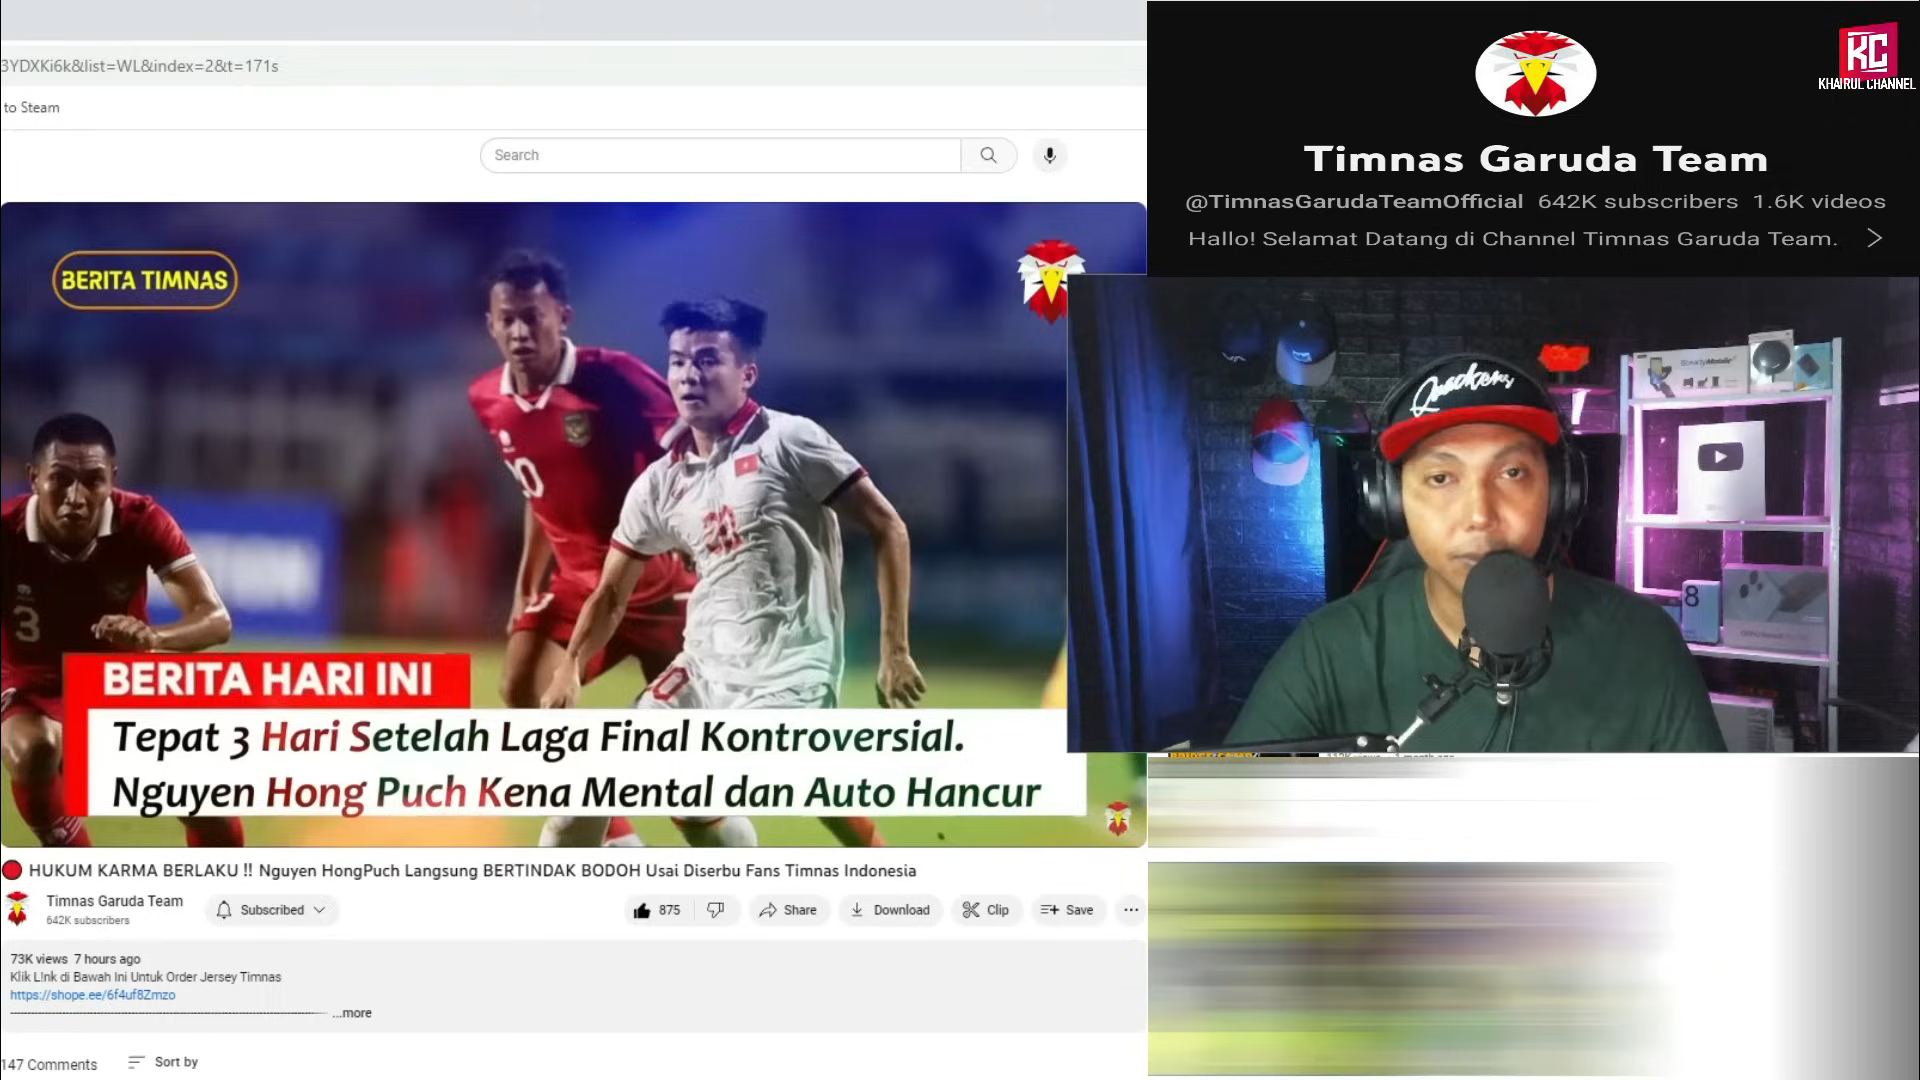 3YDXKi6k&list=WL&index=2&t=171s
to Steam
Search
BERITA TIMNAS
20
3
BERITA HARI INI
Tepat 3 Hari Setelah Laga Final Kontroversial.
Nguyen Hong Puch Kena Mental dan Auto Hancur
HUKUM KARMA BERLAKU !! Nguyen HongPuch Langsung BERTINDAK BODOH Usai Diserbu Fans Timnas Indonesia
Timnas Garuda Team
642K subscribers
Subscribed
875
Share
Download
Clip
Save
73K views 7 hours ago
Klik L!nk di Bawah Ini Untuk Order Jersey Timnas
https://shope.ee/6f4uf8Zmzo
...more
147 Comments
Sort by
KC
KHAIRUL CHANNEL
Timnas Garuda Team
@TimnasGarudaTeamOfficial 642K subscribers 1.6K videos
Hallo! Selamat Datang di Channel Timnas Garuda Team.
8